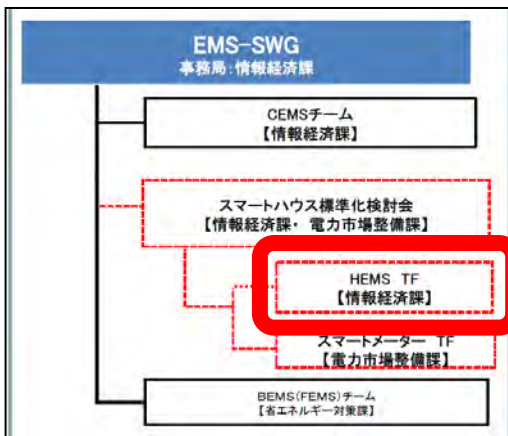 EMS-SWG
事務局:情報経済課
CEMSチーム
【情報経済課】
スマートハウス標準化検討会
【情報経済課・ 電力市場整備課】
HEMS TF
【情報経済課】
スマートメーター TF
【電力市場整備課】
BEMS(FEMS)チーム
【省エネルギー対策課】